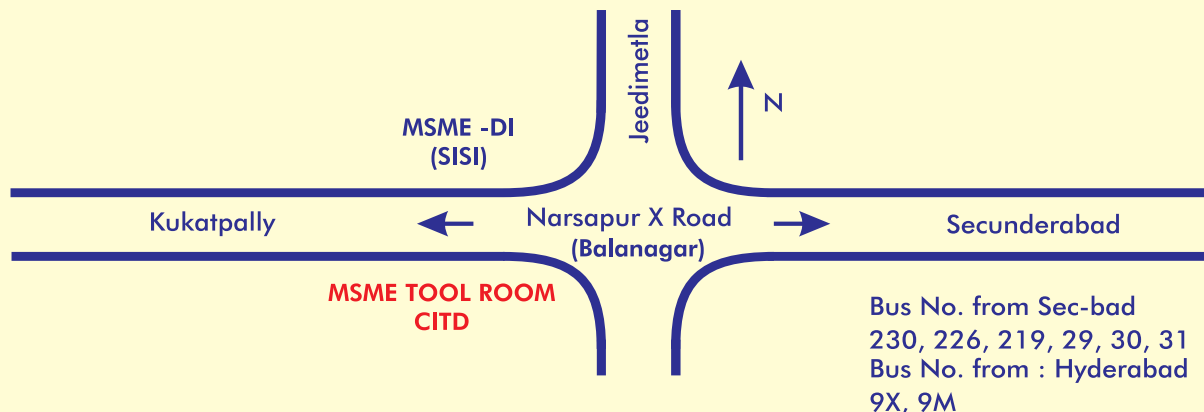 Jeedimetla
Z
MSME -DI
(SISI)
Kukatpally
Narsapur X Road
(Balanagar)
Secunderabad
MSME TOOL ROOM
CITD
Bus No. from Sec-bad
230, 226, 219, 29, 30, 31
Bus No. from : Hyderabad
9X, 9M